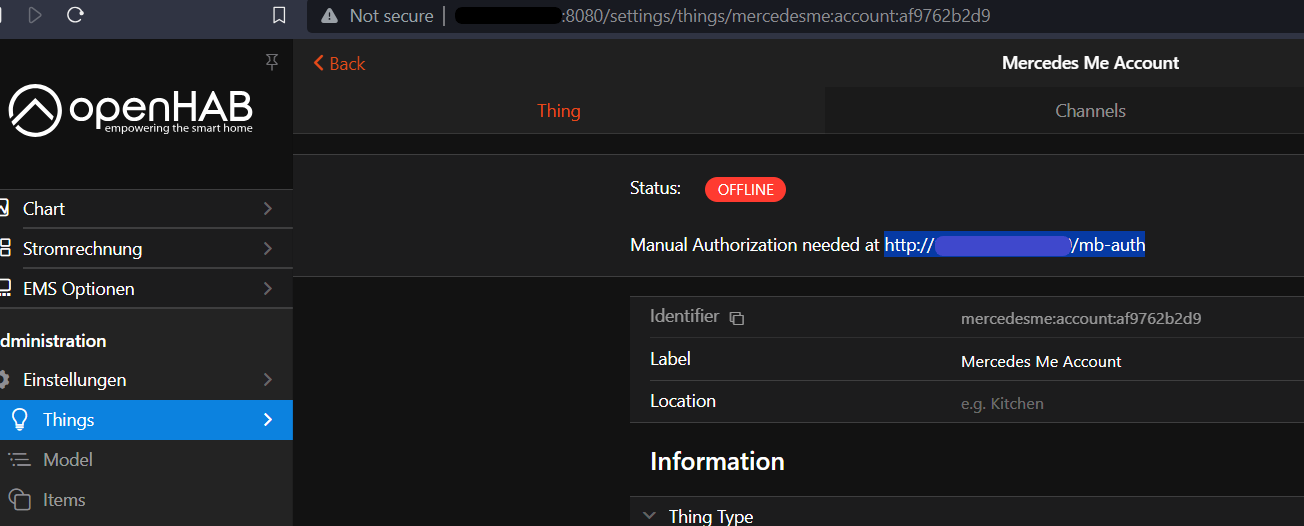 Not secure | :8080/settings/things/mercedesme:account:af9762b2d9
Back
Mercedes Me Account
openHAB
empowering the smart home
Thing
Channels
Status: OFFLINE
Manual Authorization needed at http:// /mb-auth
Chart
Stromrechnung
EMS Optionen
dministration
Einstellungen
Things
Model
Items
Identifier mercedesme:account:af9762b2d9
Label Mercedes Me Account
Location e.g. Kitchen
Information
Thing Type